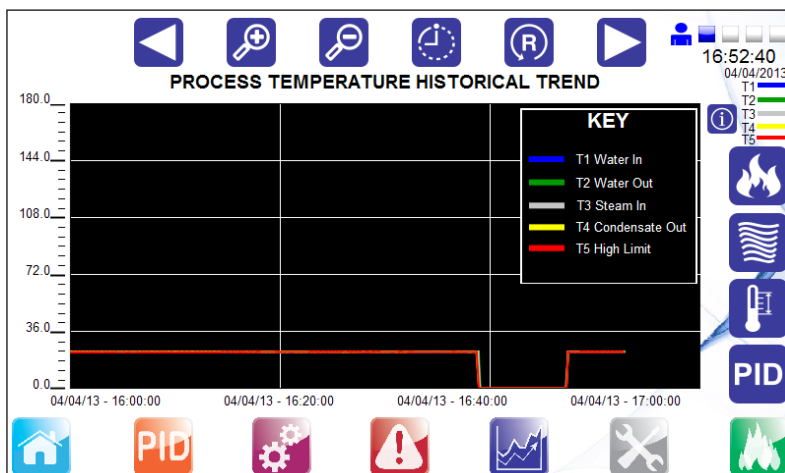 R
16:52:40
04/04/2013
PROCESS TEMPERATURE HISTORICAL TREND
T1
T2
T3
T4
T5
i
180.0
144.0
108.0
72.0
36.0
0.0
KEY
T1 Water In
T2 Water Out
T3 Steam In
T4 Condensate Out
T5 High Limit
PID
04/04/13 - 16:00:00
04/04/13 - 16:20:00
04/04/13 - 16:40:00
04/04/13 - 17:00:00
PID